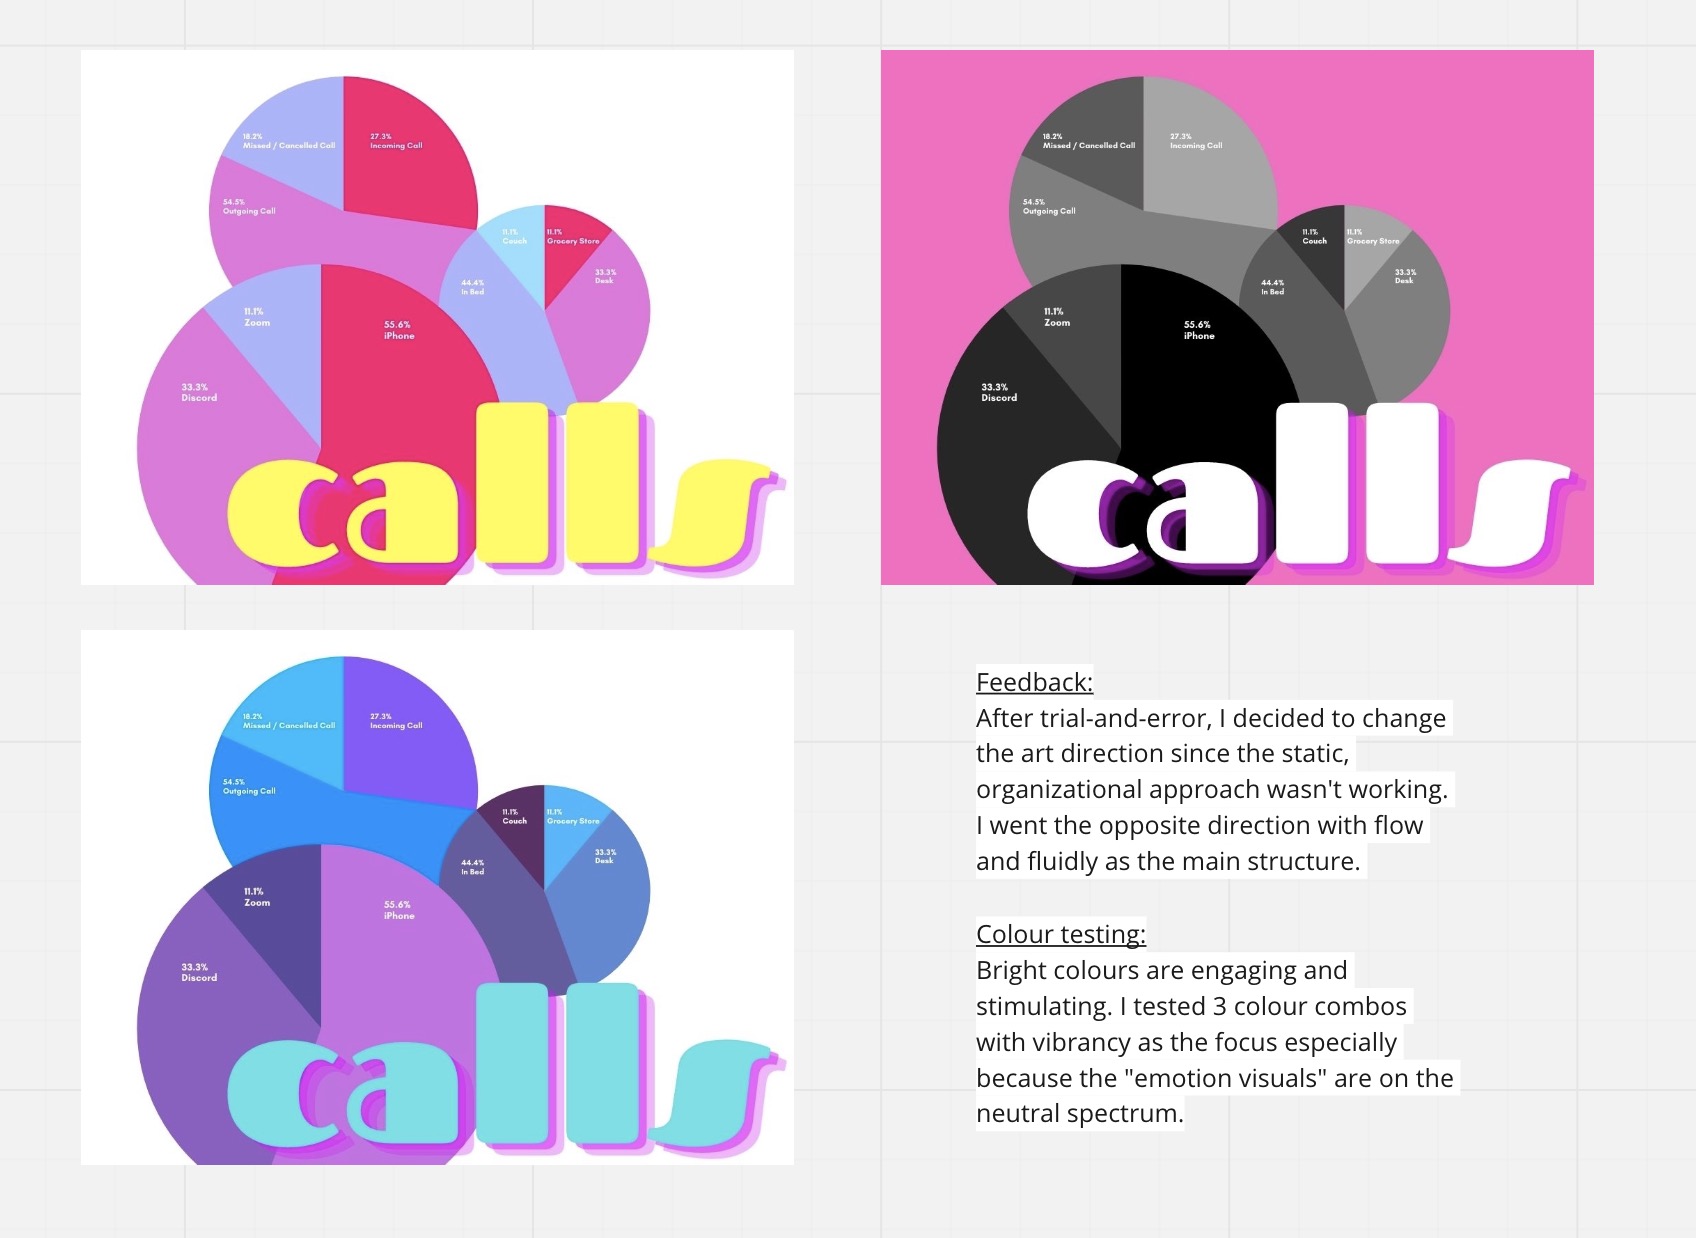 18.2%
Missed / Cancelled Call
27.3%
Incoming Call
54.5%
Outgoing Call
11.1%
Couch
11.1%
Grocery Store
44.4%
In Bed
33.3%
Desk
11.1%
Zoom
55.6%
iPhone
33.3%
Discord
calls
18.2%
Missed / Cancelled Call
27.3%
Incoming Call
54.5%
Outgoing Call
11.1%
Couch
11.1%
Grocery Store
44.4%
In Bed
33.3%
Desk
11.1%
Zoom
55.6%
iPhone
33.3%
Discord
calls
18.2%
Missed / Cancelled Call
27.3%
Incoming Call
54.5%
Outgoing Call
11.1%
Couch
11.1%
Grocery Store
44.4%
In Bed
33.3%
Desk
11.1%
Zoom
55.6%
iPhone
33.3%
Discord
calls
Feedback:
After trial-and-error, I decided to change
the art direction since the static,
organizational approach wasn't working.
I went the opposite direction with flow
and fluidly as the main structure.
Colour testing:
Bright colours are engaging and
stimulating. I tested 3 colour combos
with vibrancy as the focus especially
because the "emotion visuals" are on the
neutral spectrum.